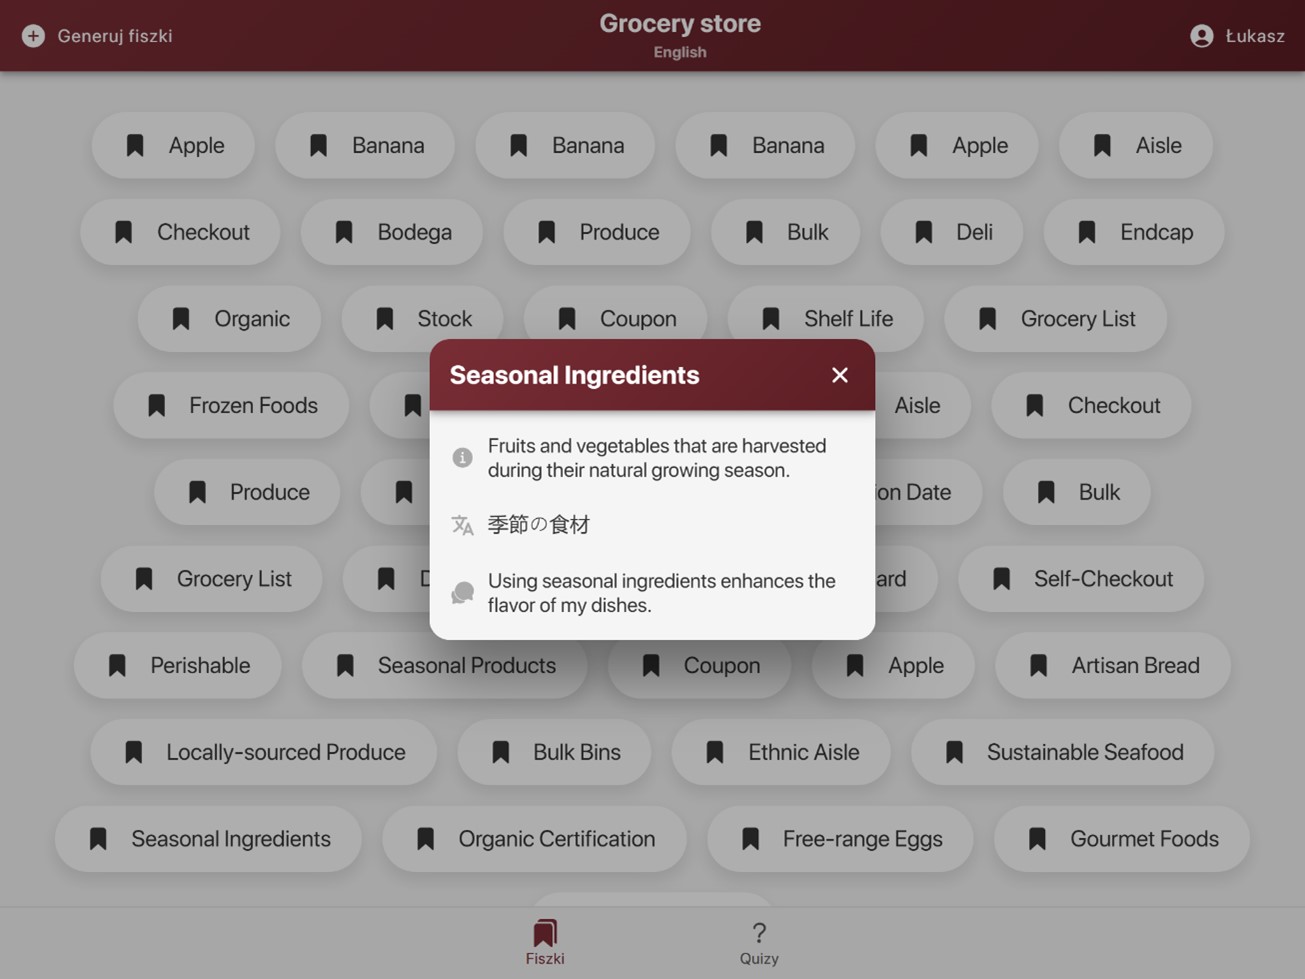 Generuj fiszki
Grocery store
English
Łukasz
Apple
Banana
Banana
Banana
Apple
Aisle
Checkout
Bodega
Produce
Bulk
Deli
Endcap
Organic
Stock
Coupon
Shelf Life
Grocery List
Frozen Foods
Aisle
Checkout
Produce
ion Date
Bulk
Grocery List
D
ard
Self-Checkout
Seasonal Ingredients
Fruits and vegetables that are harvested
during their natural growing season.
季節の食材
Using seasonal ingredients enhances the
flavor of my dishes.
Perishable
Seasonal Products
Coupon
Apple
Artisan Bread
Locally-sourced Produce
Bulk Bins
Ethnic Aisle
Sustainable Seafood
Seasonal Ingredients
Organic Certification
Free-range Eggs
Gourmet Foods
Fiszki
? Quizy